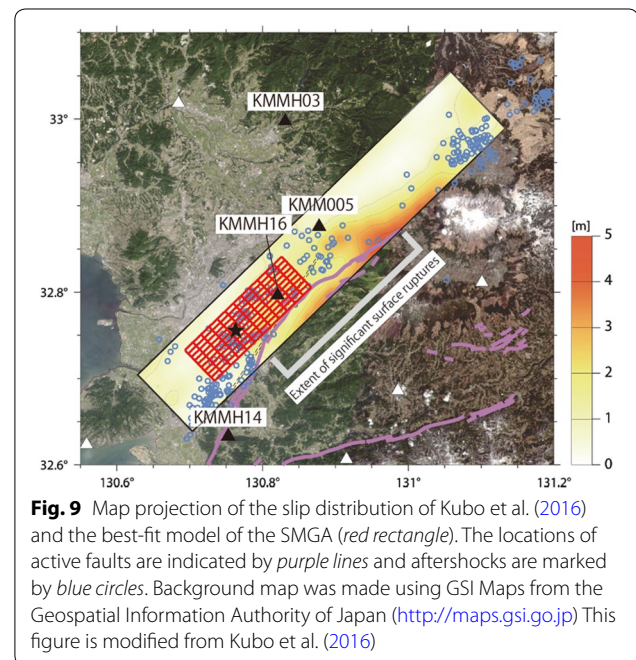 33°
32.8°
32.6°
130.6°
130.8°
131°
131.2°
KMMH03
KMM005
KMMH16
KMMH14
Extent of significant surface ruptures
[m]
5
4
3
2
1
0
Fig. 9 Map projection of the slip distribution of Kubo et al. (2016)
and the best-fit model of the SMGA (red rectangle). The locations of
active faults are indicated by purple lines and aftershocks are marked
by blue circles. Background map was made using GSI Maps from the
Geospatial Information Authority of Japan (http://maps.gsi.go.jp) This
figure is modified from Kubo et al. (2016)